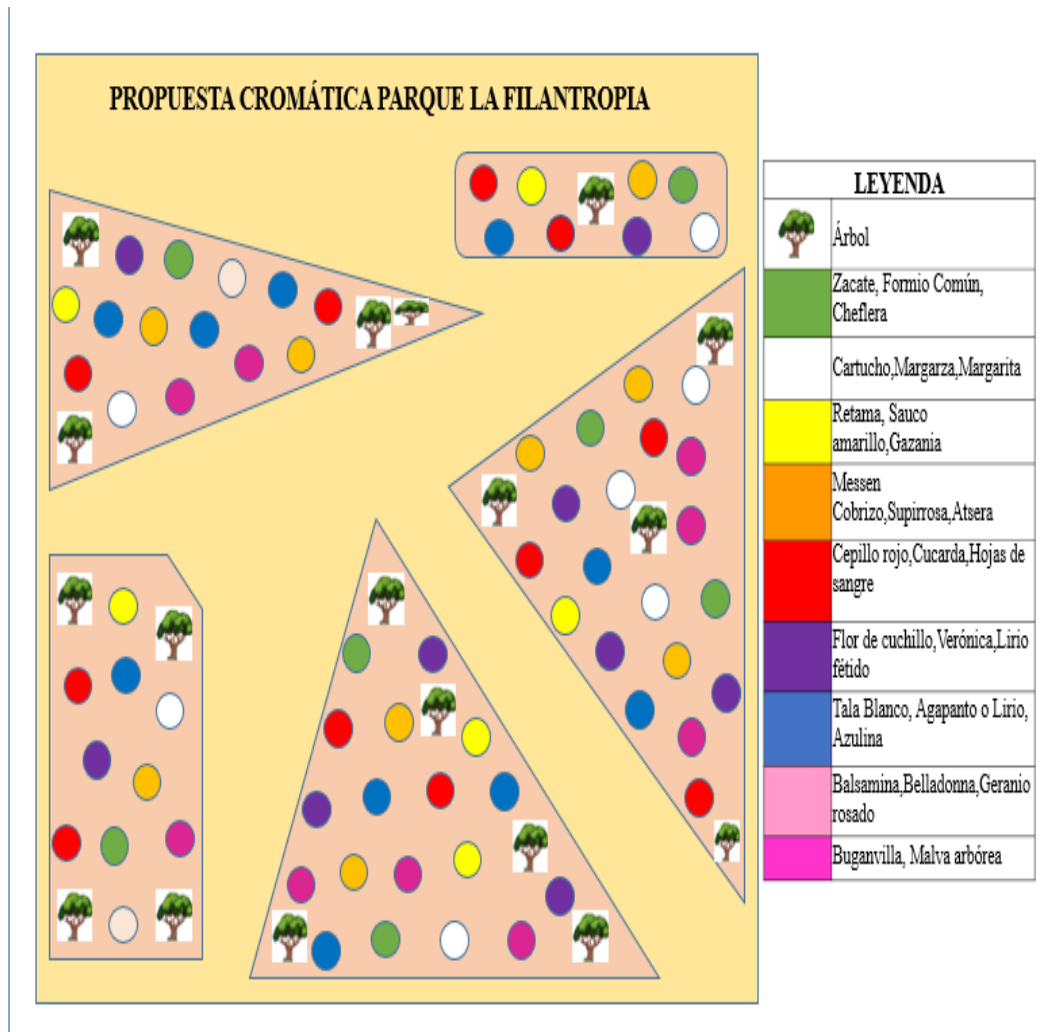 PROPUESTA CROMÁTICA PARQUE LA FILANTROPIA
LEYENDA
Árbol
Zacate, Formio Común,
Cheflera
Cartucho,Margarza,Margarita
Retama, Sauco
amarillo,Gazania
Messen
Cobrizo,Supirrosa,Atsera
Cepillo rojo,Cucarda,Hojas de
sangre
Flor de cuchillo,Verónica,Lirio
fétido
Tala Blanco, Agapanto o Lirio,
Azulina
Balsamina,Belladonna,Geranio
rosado
Buganvilla, Malva arbórea